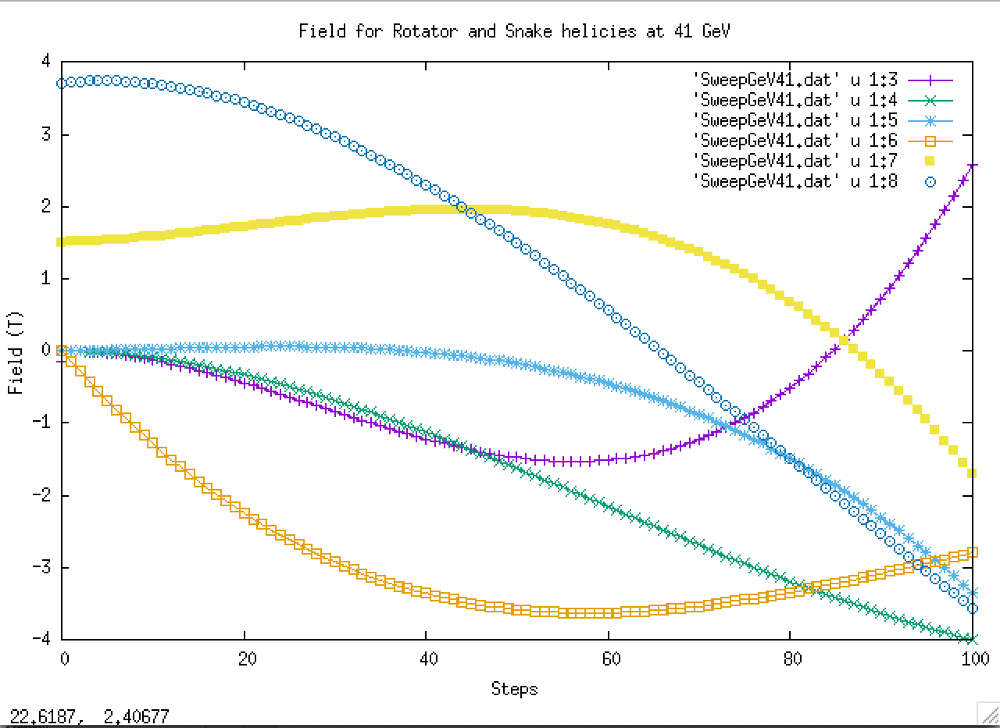 Field for Rotator and Snake helicies at 41 GeV
4
3
2
1
0
-1
-2
-3
-4
Field (T)
'SweepGeV41.dat' u 1:3
'SweepGeV41.dat' u 1:4
'SweepGeV41.dat' u 1:5
'SweepGeV41.dat' u 1:6
'SweepGeV41.dat' u 1:7
'SweepGeV41.dat' u 1:8
0 20 40 60 80 100
Steps
22.6187, 2.40677